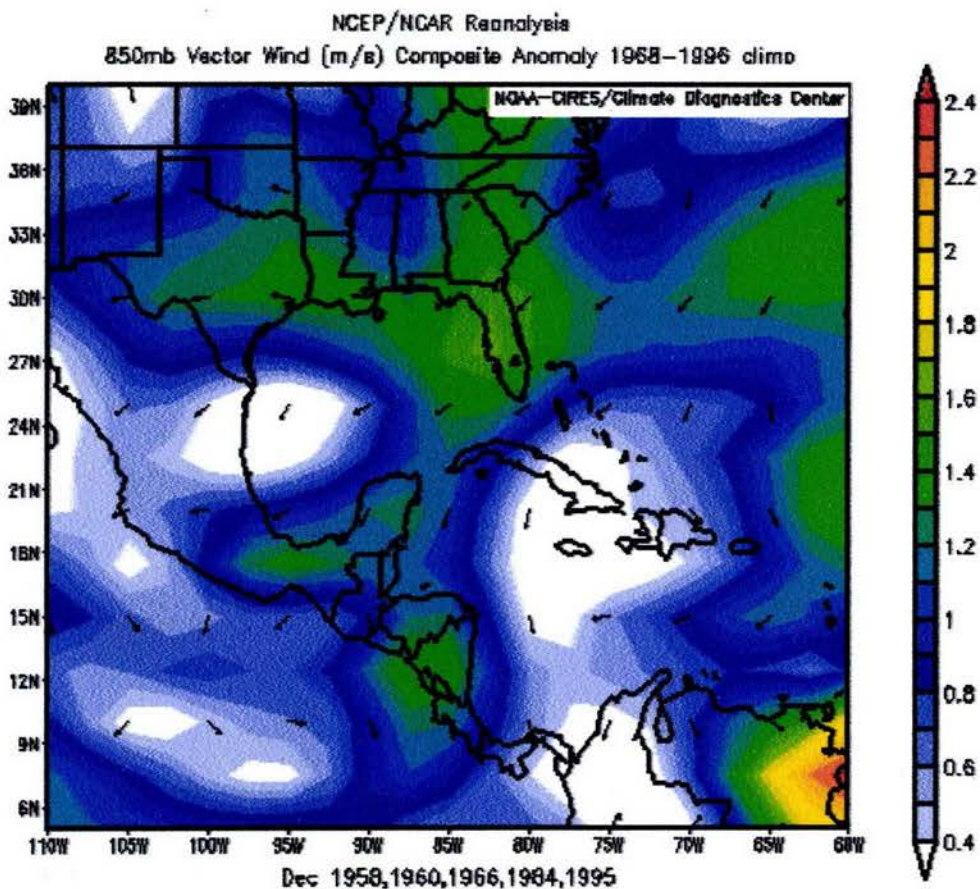 NCEP/NCAR Reanalysis
850mb Vector Wind (m/s) Composite Anomaly 1968-1996 climo
NOAA-CIRES/Climate Diagnostics Center
39N
36N
33N
30N
27N
24N
21N
18N
15N
12N
9N
6N
110W 105W 100W 95W 90W 85W 80W 75W 70W 65W 60W
2.4
2.2
2
1.8
1.6
1.4
1.2
1
0.8
0.6
0.4
Dec 1958,1960,1966,1984,1995